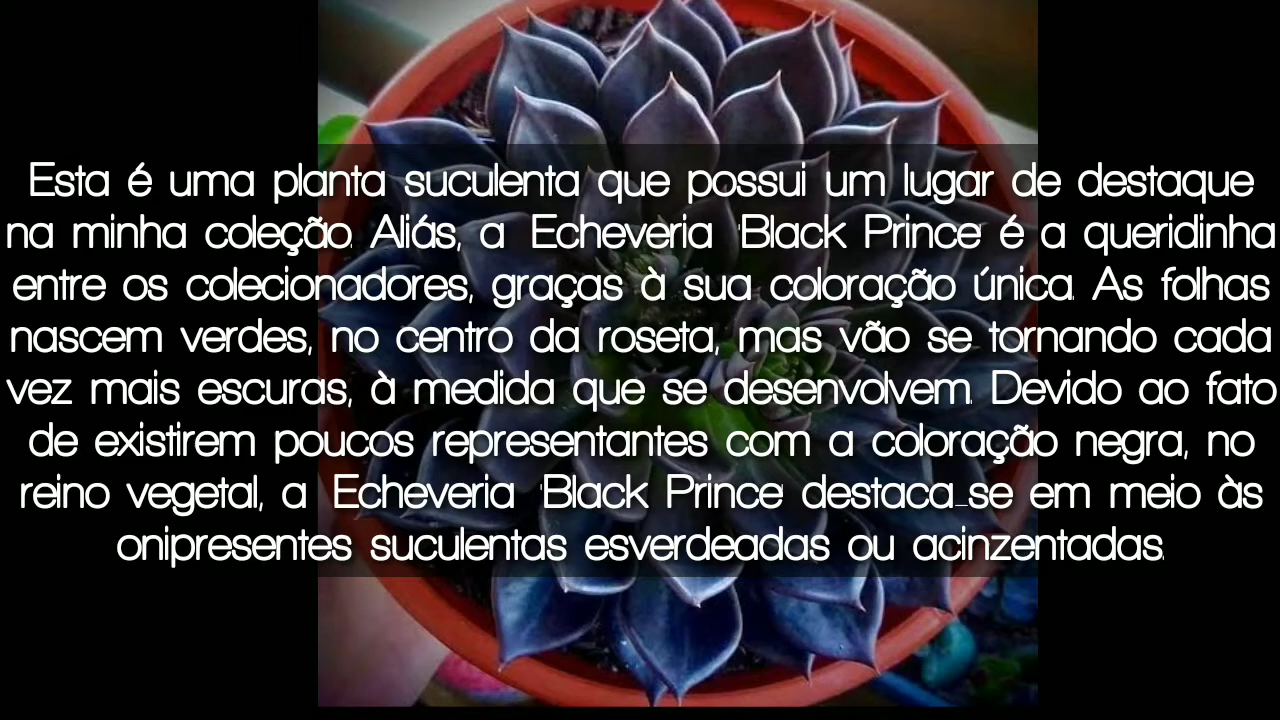 Esta é uma planta suculenta que possui um lugar de destaque
na minha coleção. Aliás, a Echeveria 'Black Prince' é a queridinha
entre os colecionadores, graças à sua coloração única. As folhas
nascem verdes, no centro da roseta, mas vão se tornando cada
vez mais escuras, à medida que se desenvolvem. Devido ao fato
de existirem poucos representantes com a coloração negra, no
reino vegetal, a Echeveria 'Black Prince' destaca-se em meio às
onipresentes suculentas esverdeadas ou acinzentadas.